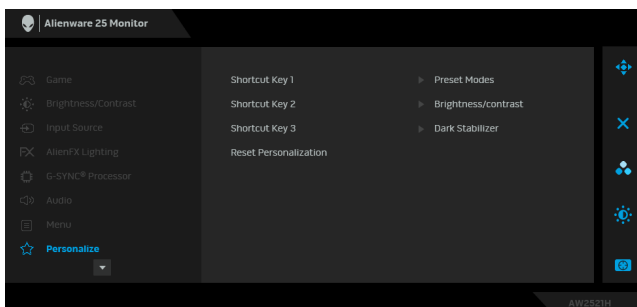 Alienware 25 Monitor
Game
Brightness/Contrast
Input Source
AlienFX Lighting
G-SYNC® Processor
Audio
Menu
Personalize
Shortcut Key 1 Preset Modes
Shortcut Key 2 Brightness/contrast
Shortcut Key 3 Dark Stabilizer
Reset Personalization
AW2521H